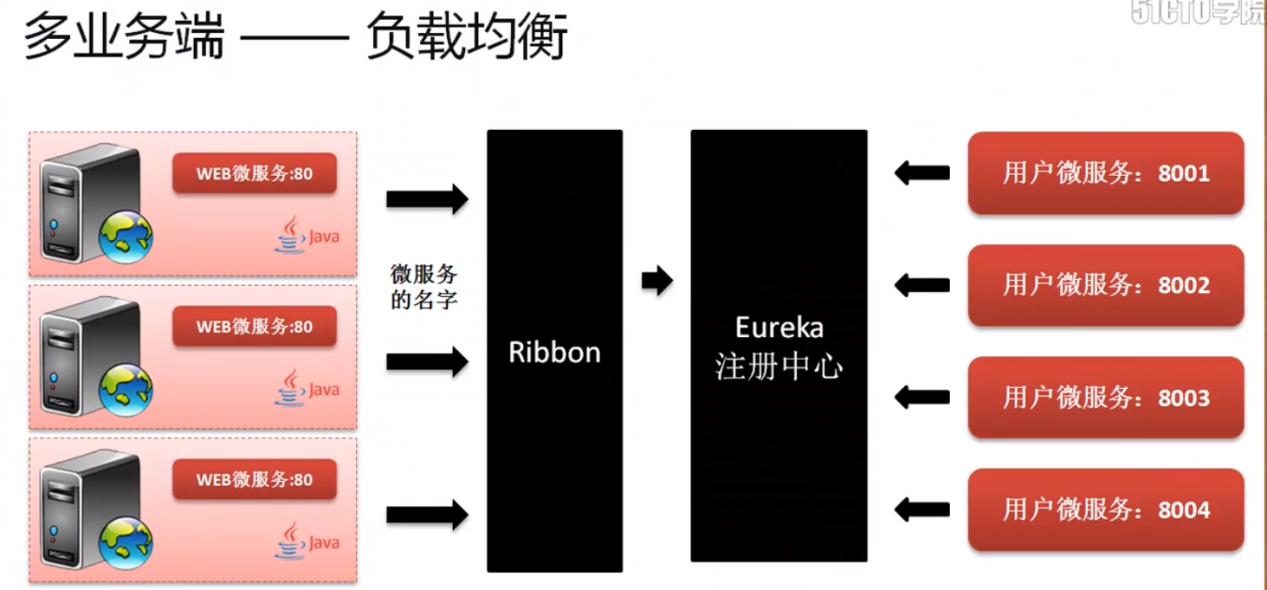 51CTO学院
多业务端 —— 负载均衡
WEB微服务:80
Java
WEB微服务:80
Java
WEB微服务:80
Java
微服务
的名字
Ribbon
Eureka
注册中心
用户微服务：8001
用户微服务：8002
用户微服务：8003
用户微服务：8004